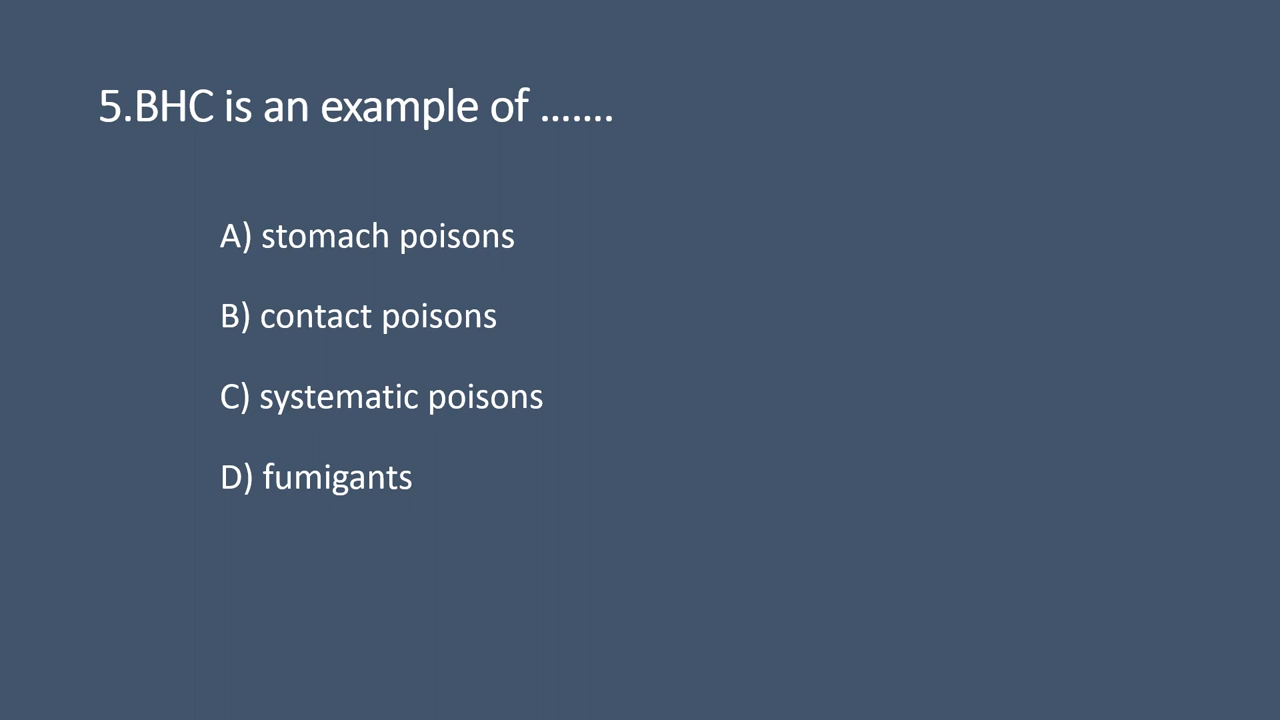 5.BHC is an example of .......
A) stomach poisons
B) contact poisons
C) systematic poisons
D) fumigants